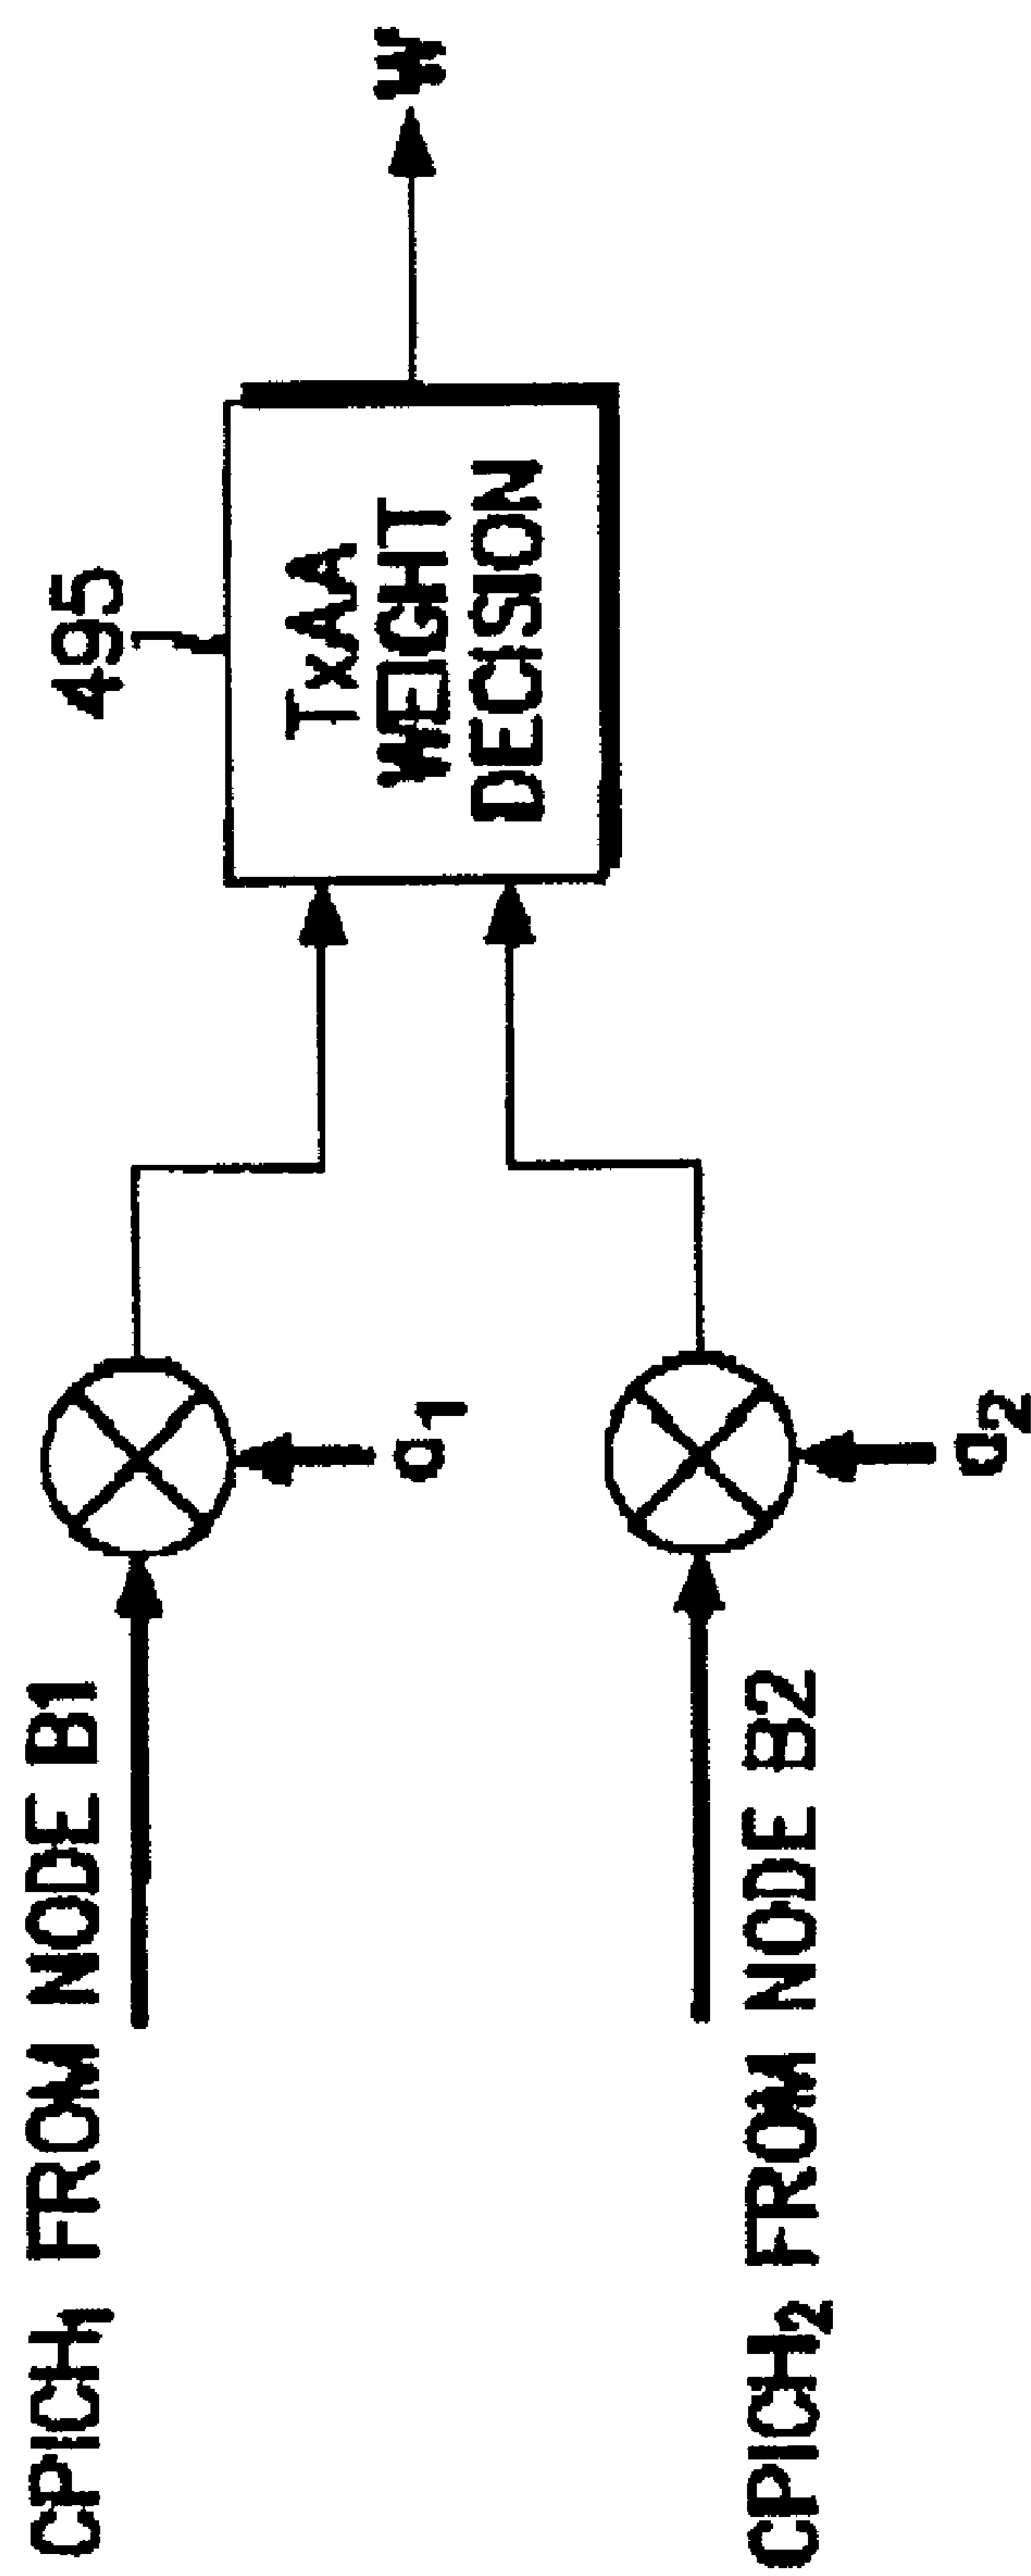 CPICH₁ FROM NODE B1
a₁
495
TxAA
WEIGHT
DECISION
W
CPICH₂ FROM NODE B2
a₂